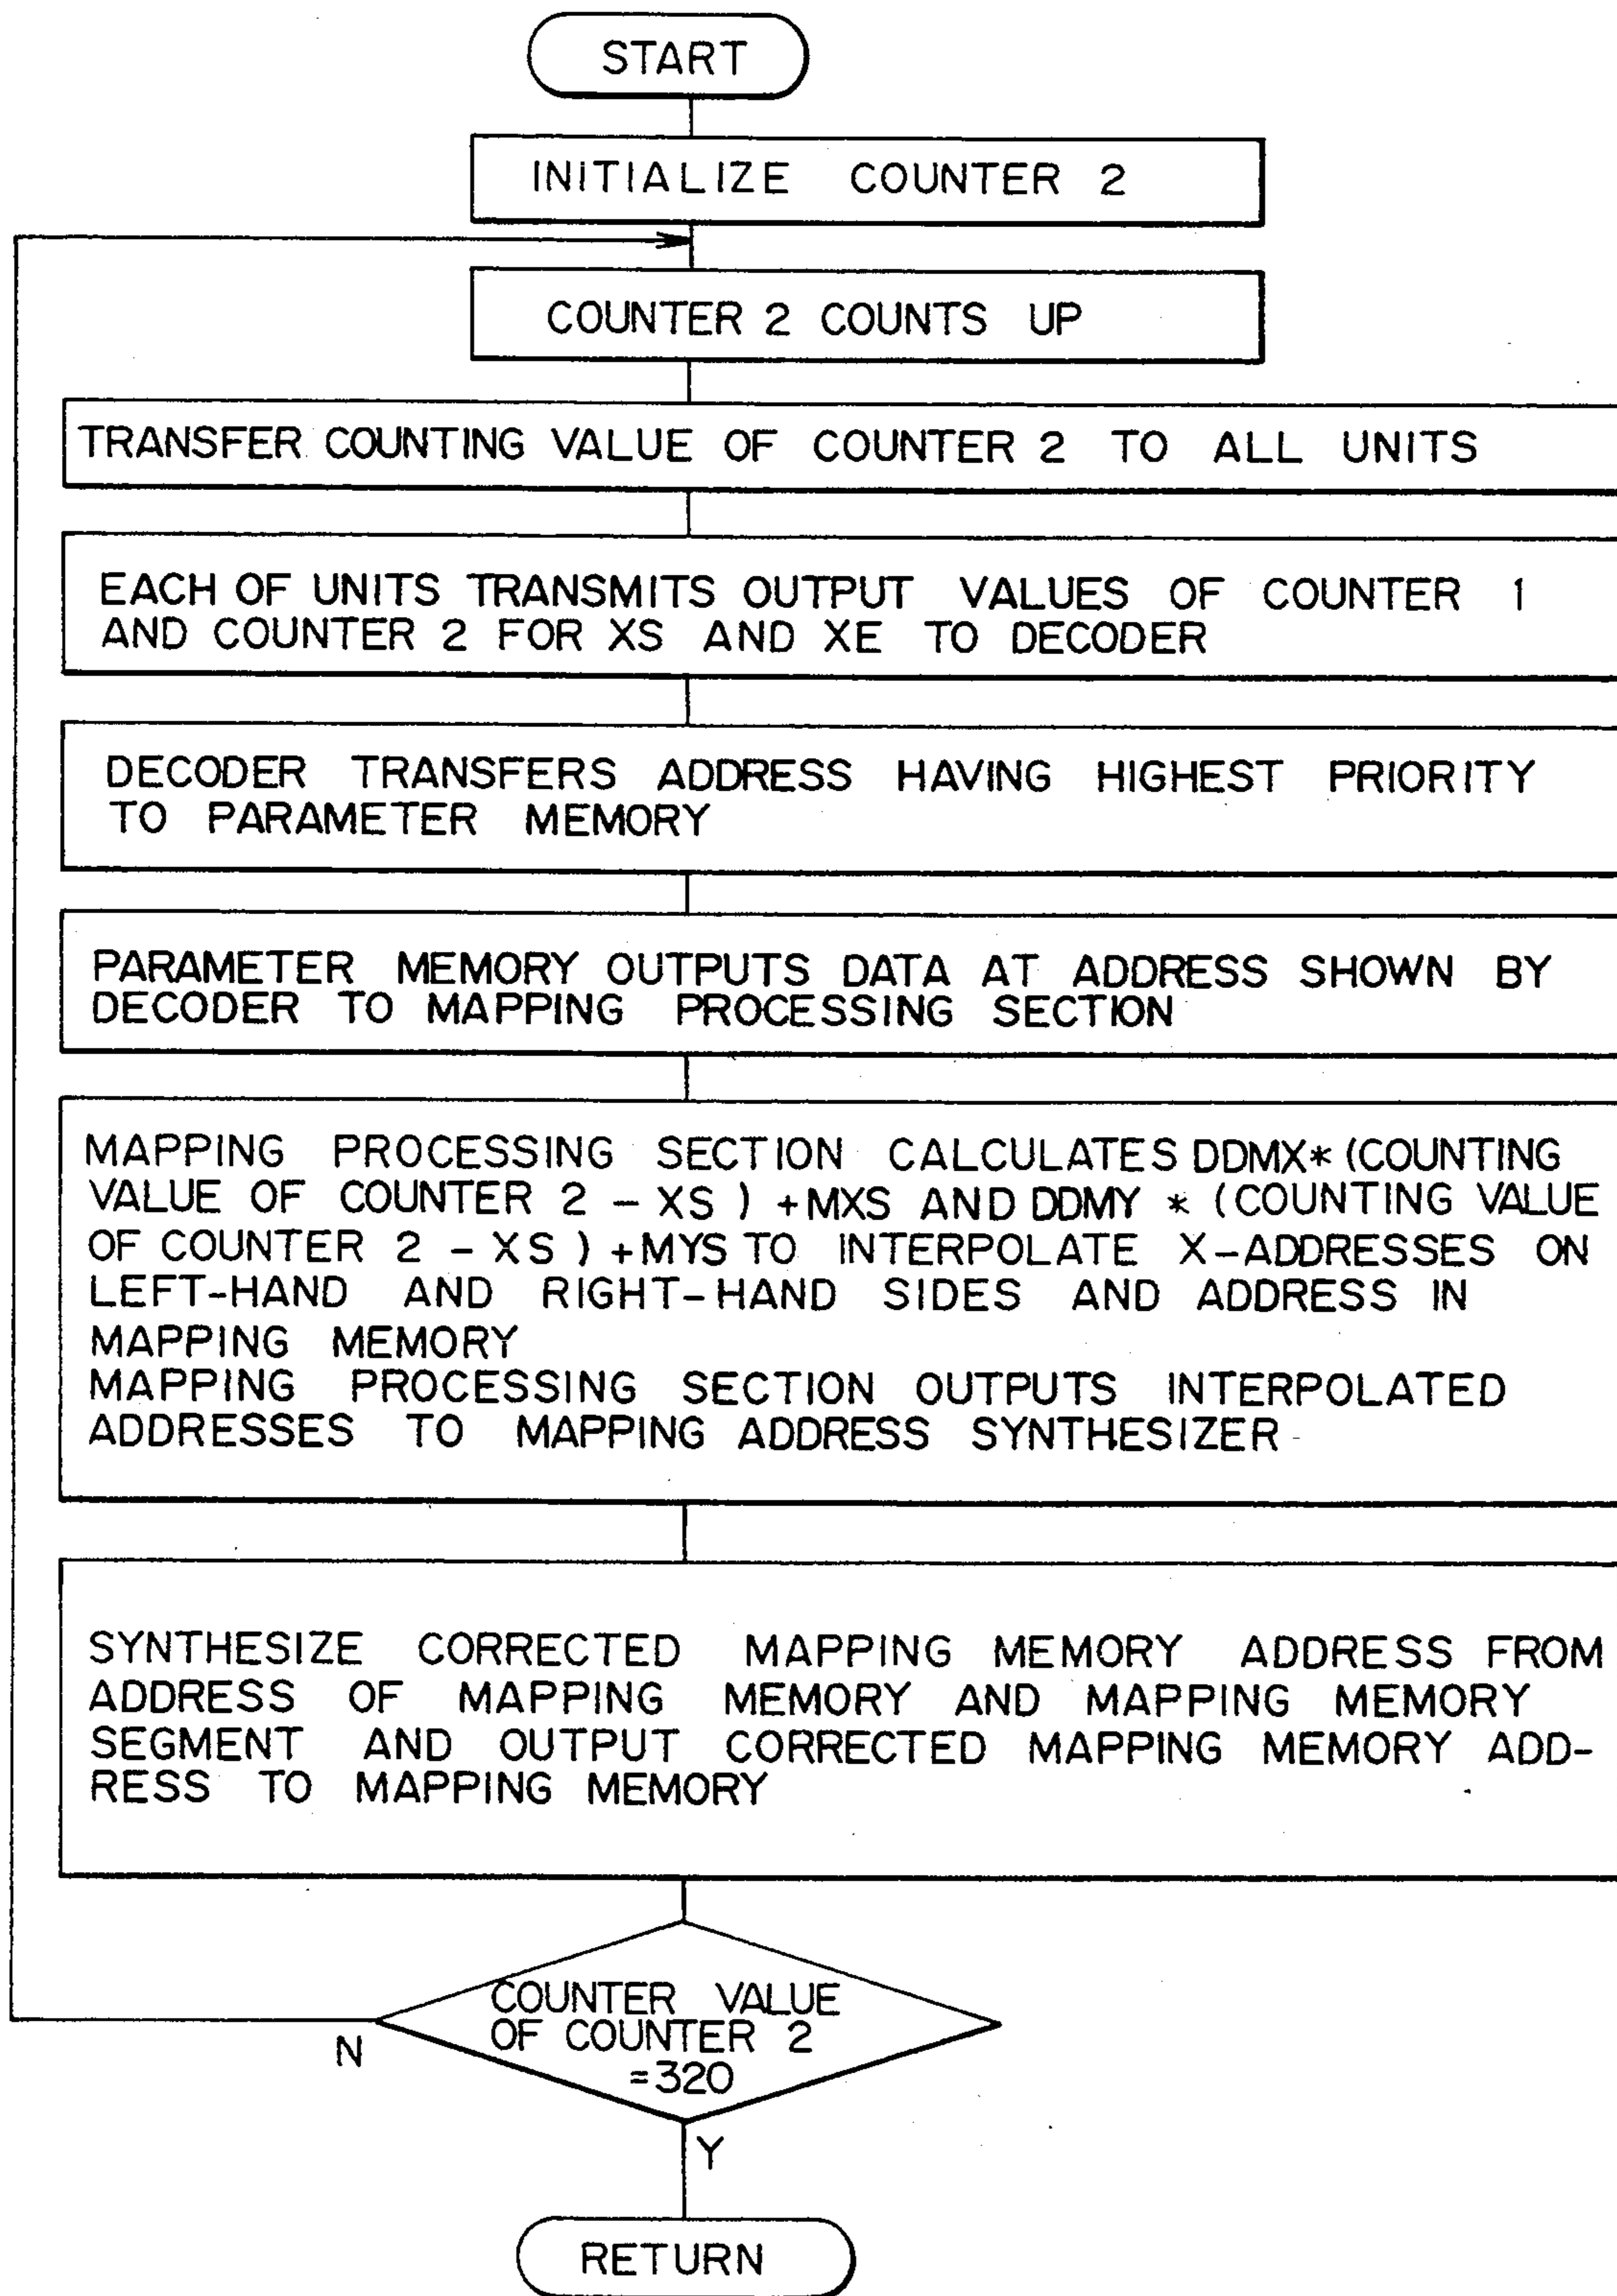 START
INITIALIZE COUNTER 2
COUNTER 2 COUNTS UP
TRANSFER COUNTING VALUE OF COUNTER 2 TO ALL UNITS
EACH OF UNITS TRANSMITS OUTPUT VALUES OF COUNTER 1
AND COUNTER 2 FOR XS AND XE TO DECODER
DECODER TRANSFERS ADDRESS HAVING HIGHEST PRIORITY
TO PARAMETER MEMORY
PARAMETER MEMORY OUTPUTS DATA AT ADDRESS SHOWN BY
DECODER TO MAPPING PROCESSING SECTION
MAPPING PROCESSING SECTION CALCULATES DDMX*(COUNTING
VALUE OF COUNTER 2 - XS ) +MXS AND DDMY * (COUNTING VALUE
OF COUNTER 2 - XS ) +MYS TO INTERPOLATE X-ADDRESSES ON
LEFT-HAND AND RIGHT-HAND SIDES AND ADDRESS IN
MAPPING MEMORY
MAPPING PROCESSING SECTION OUTPUTS INTERPOLATED
ADDRESSES TO MAPPING ADDRESS SYNTHESIZER
SYNTHESIZE CORRECTED MAPPING MEMORY ADDRESS FROM
ADDRESS OF MAPPING MEMORY AND MAPPING MEMORY
SEGMENT AND OUTPUT CORRECTED MAPPING MEMORY ADD-
RESS TO MAPPING MEMORY
COUNTER VALUE
OF COUNTER 2
=320
N
Y
RETURN